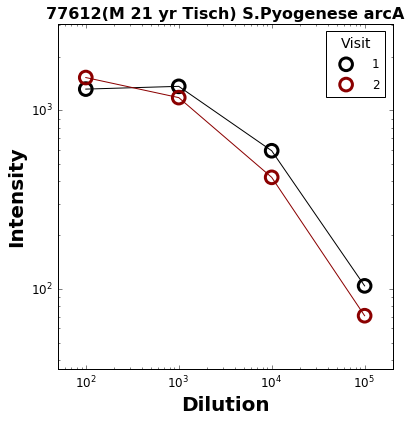 77612(M 21 yr Tisch) S.Pyogenese arcA
Visit
1
2
Intensity
10³
10²
10² 10³ 10⁴ 10⁵
Dilution